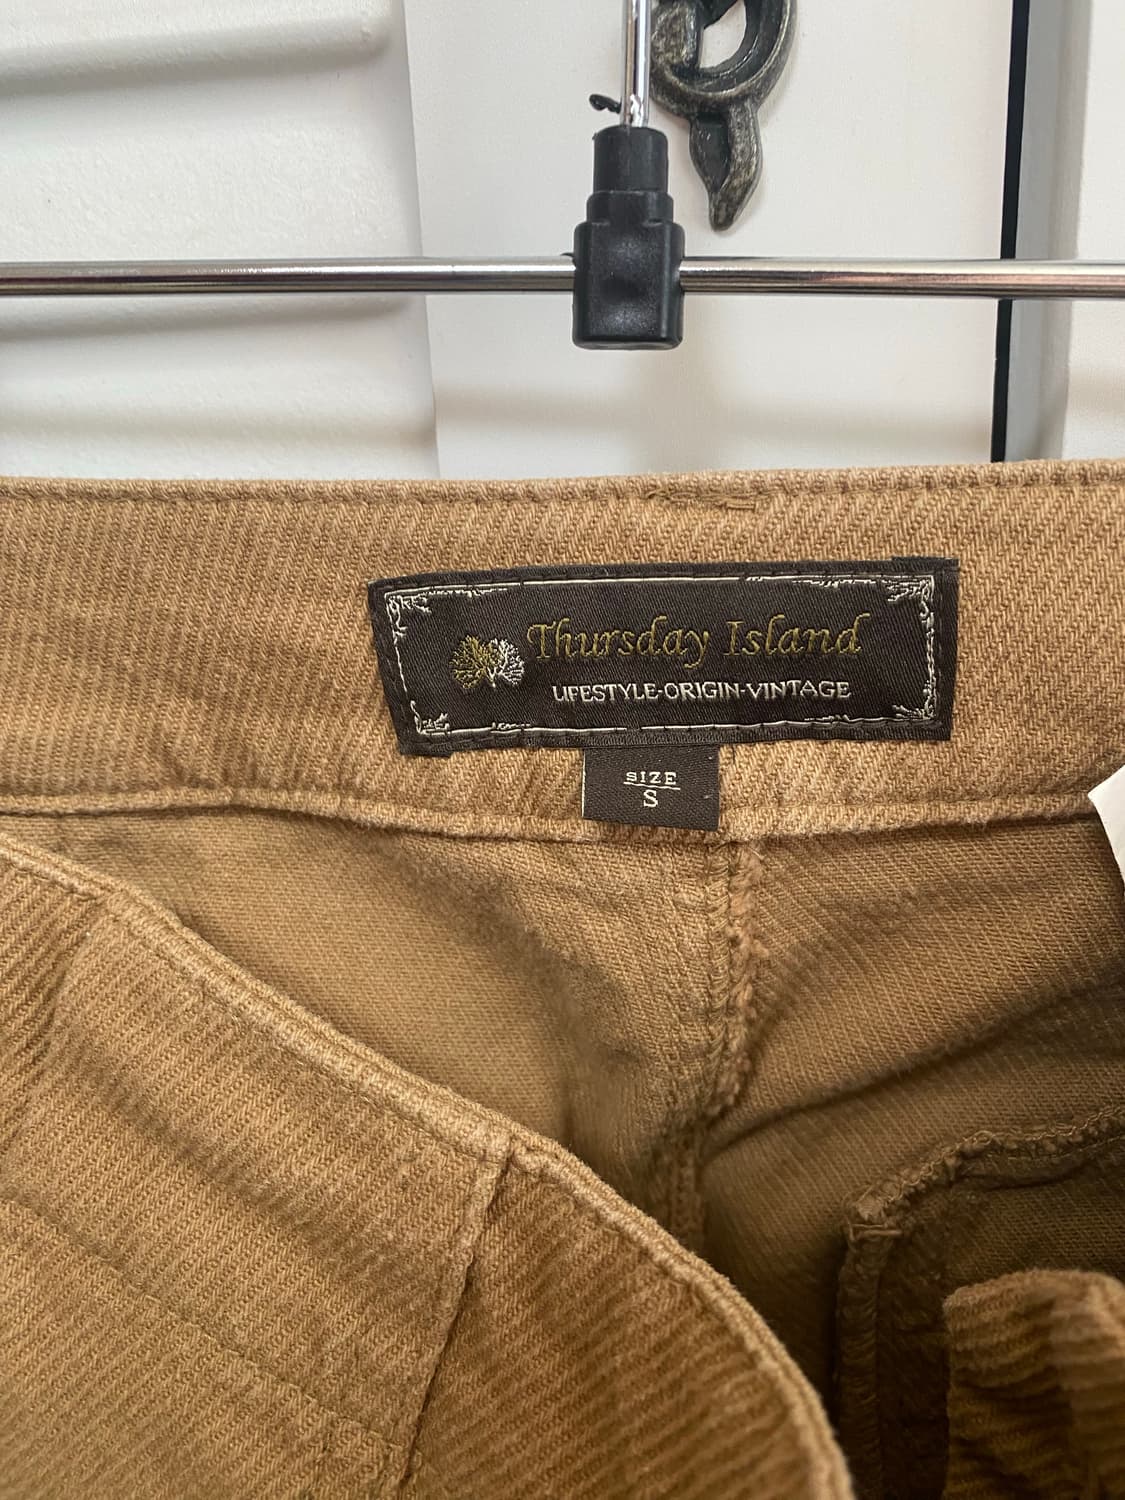 Thursday Island
LIFESTYLE·ORIGIN·VINTAGE
SIZE
S